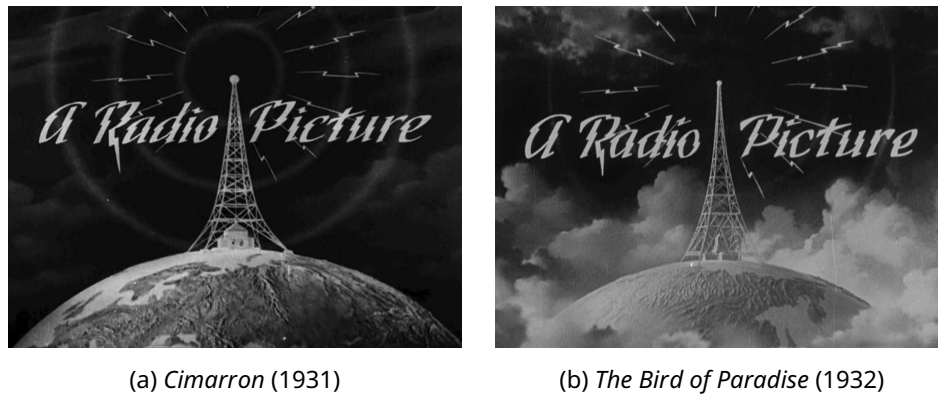 A Radio Picture
A Radio Picture
(a) Cimarron (1931)
(b) The Bird of Paradise (1932)